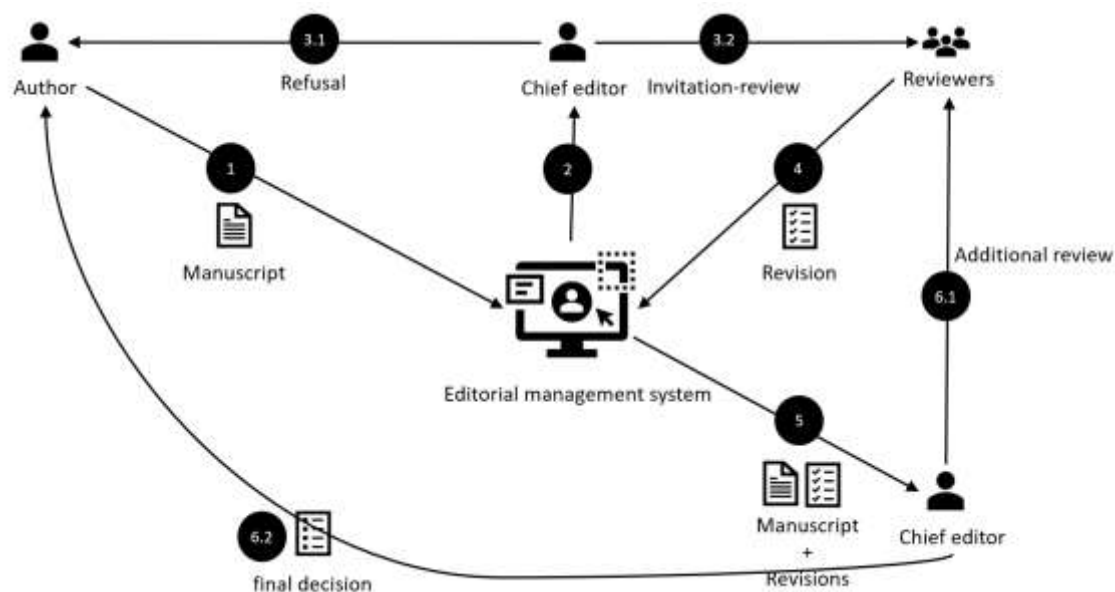 3.1
3.2
Refusal
Author
Chief editor
Invitation-review
Reviewers
1
2
4
Manuscript
Revision
Additional review
6.1
Editorial management system
5
Manuscript
+
Revisions
Chief editor
6.2
final decision